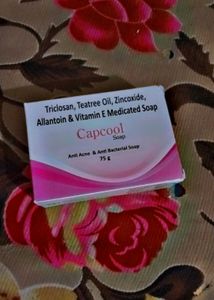 Triclosan, Teatree Oil, Zincoxide,
Allantoin & Vitamin E Medicated Soap
Capcool
Soap
Anti Acne & Anti Bacterial Soap
75 g